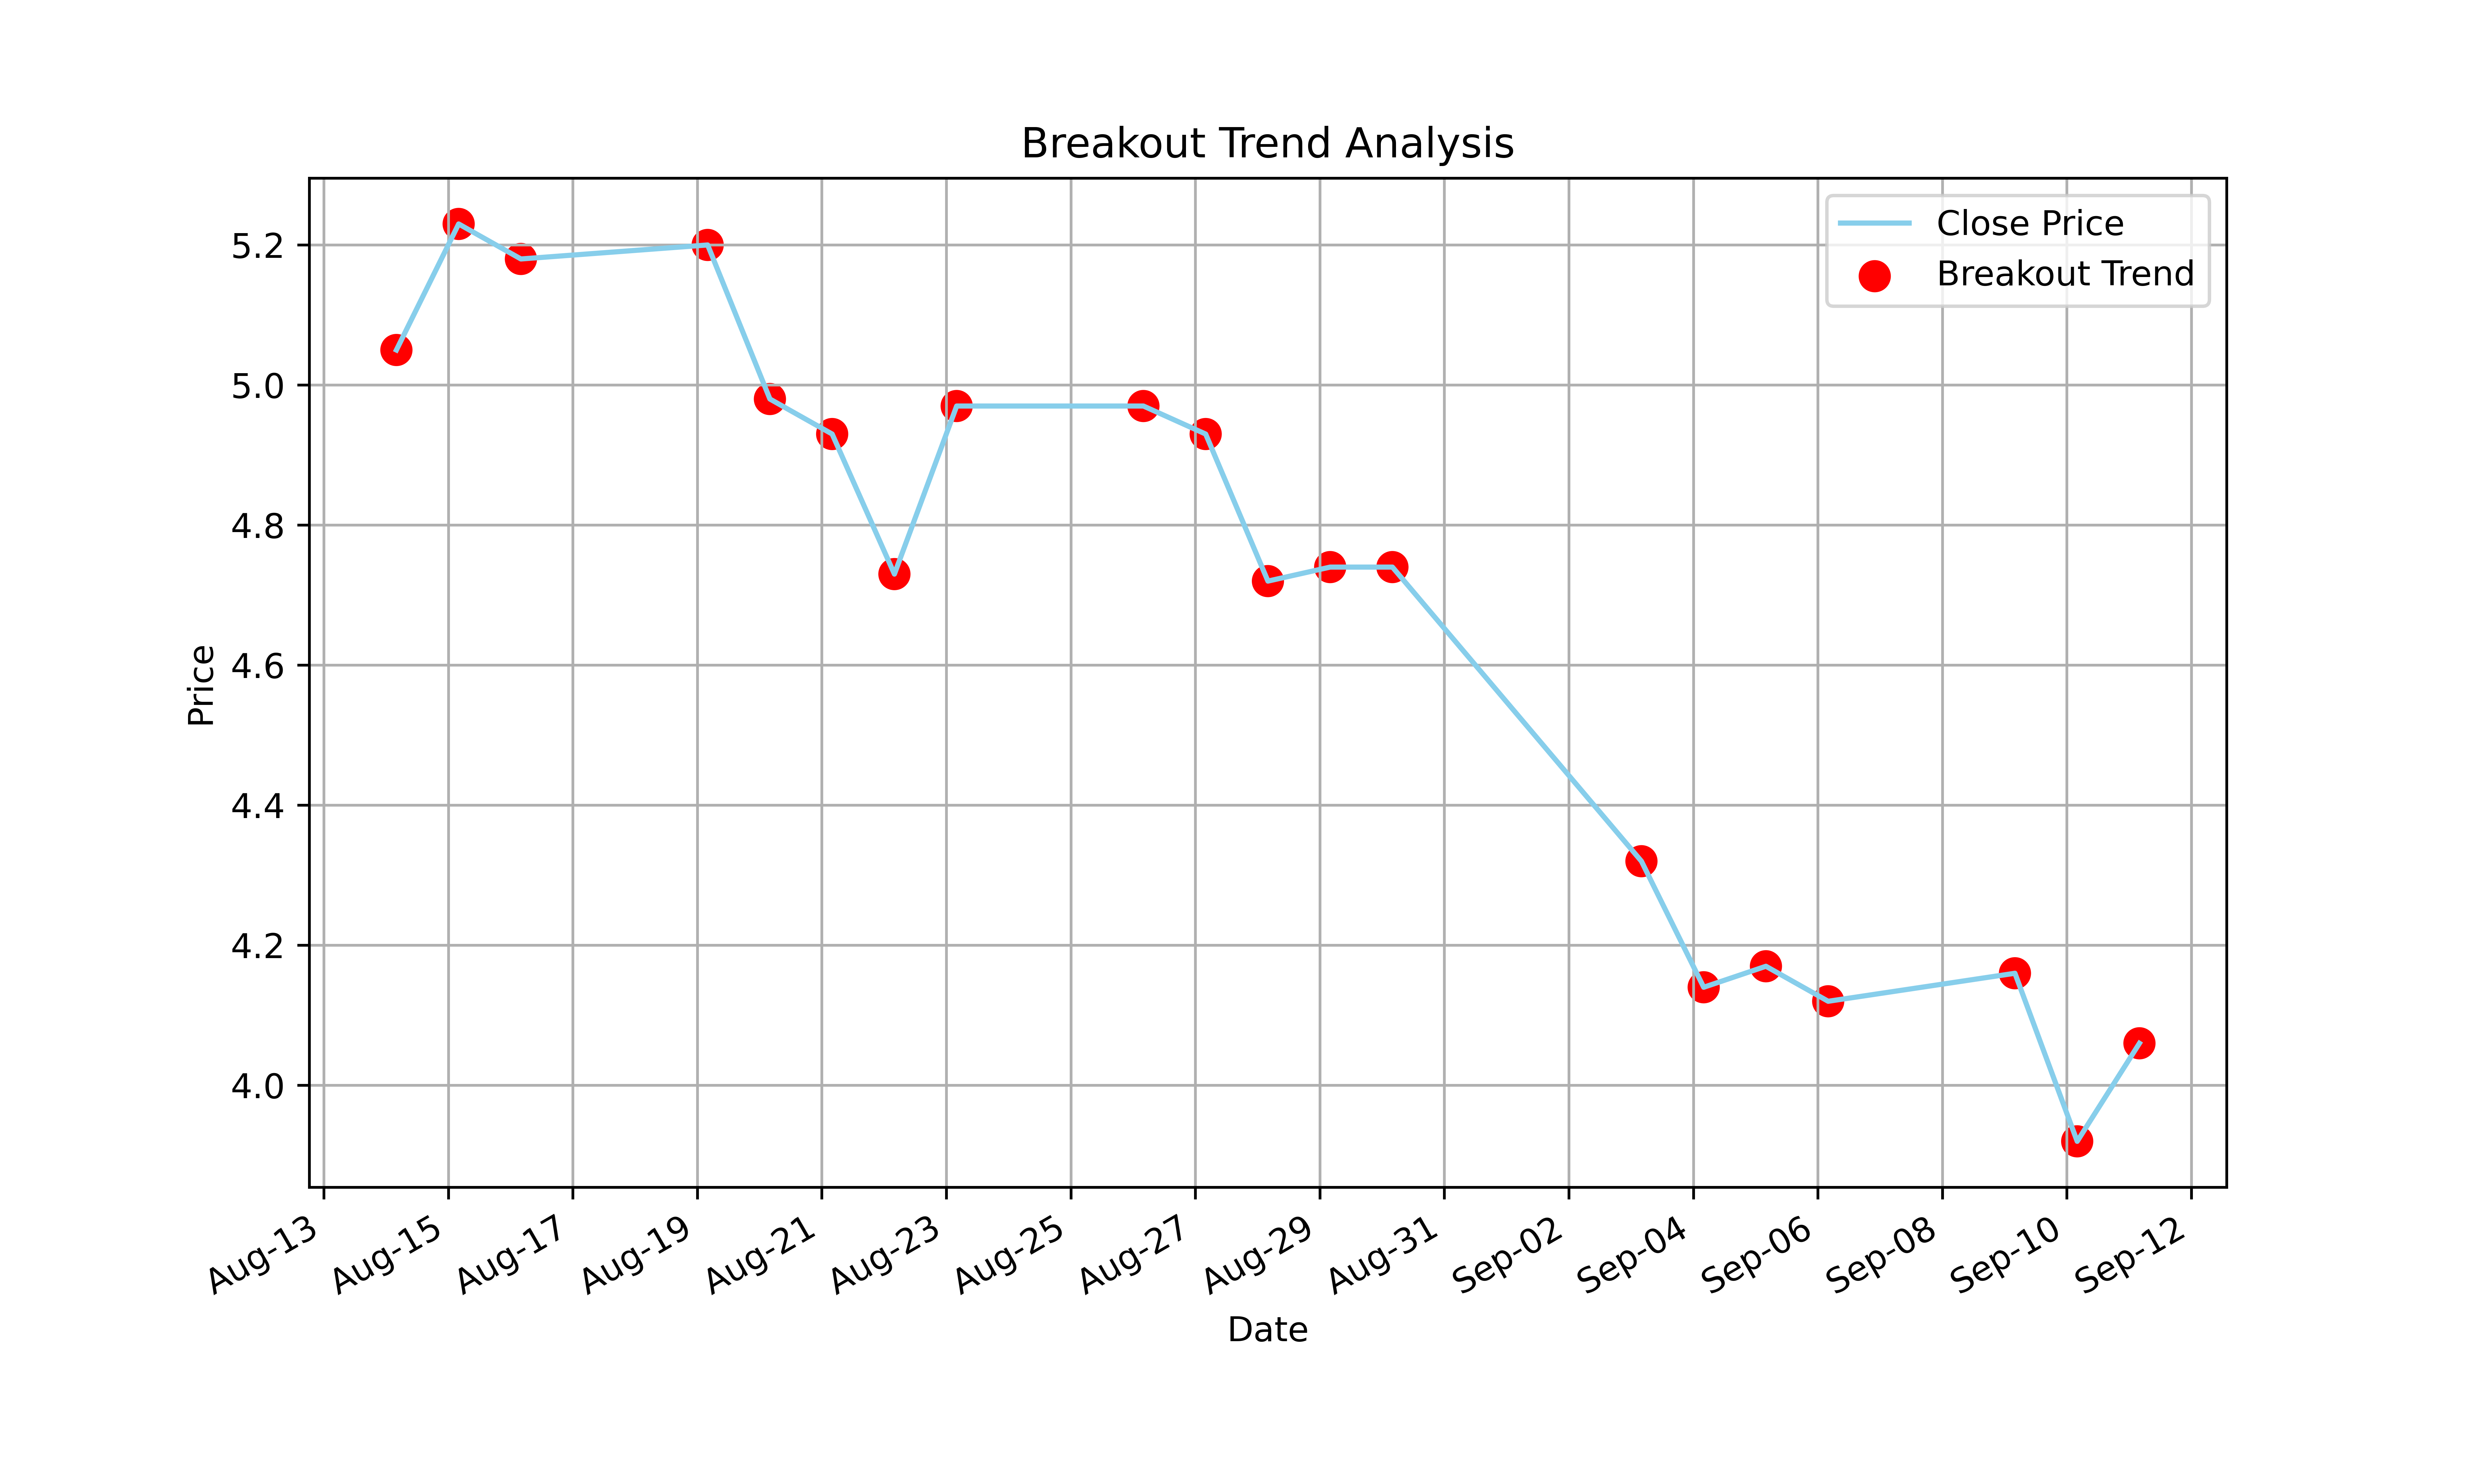 Breakout Trend Analysis
Close Price
Breakout Trend
5.2
5.0
4.8
4.6
4.4
4.2
4.0
Price
Aug-13
Aug-15
Aug-17
Aug-19
Aug-21
Aug-23
Aug-25
Aug-27
Aug-29
Aug-31
Sep-02
Sep-04
Sep-06
Sep-08
Sep-10
Sep-12
Date